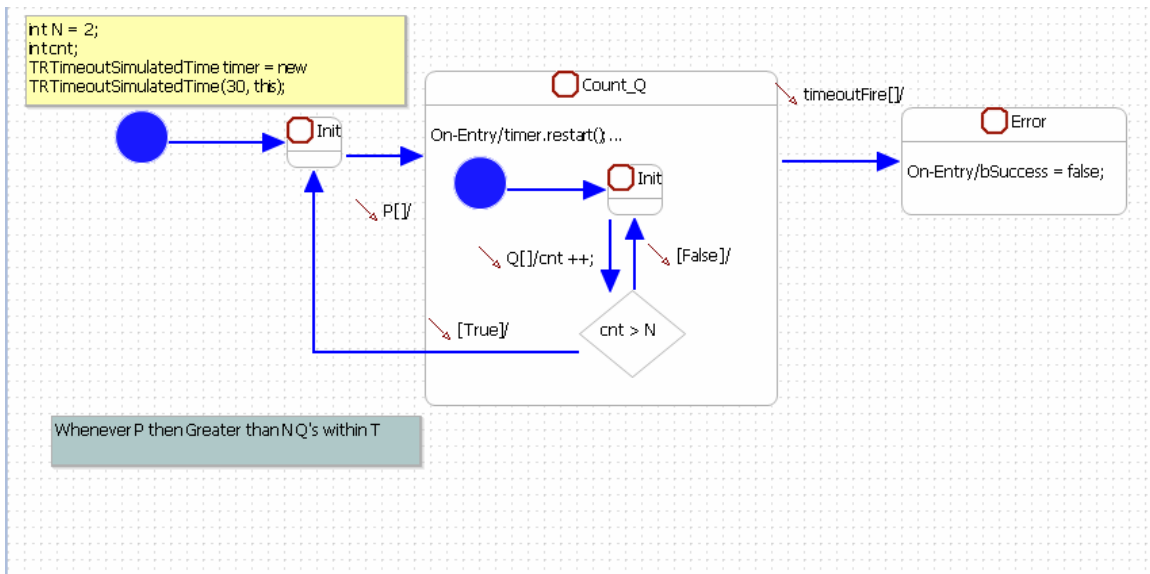 int N = 2;
int cnt;
TRTimeoutSimulatedTime timer = new
TRTimeoutSimulatedTime(30, this);
Init
P[]/
Count_Q
On-Entry/timer.restart(); ...
Init
Q[]/cnt ++;
[False]/
cnt > N
[True]/
timeoutFire[]/
Error
On-Entry/bSuccess = false;
Whenever P then Greater than N Q's within T